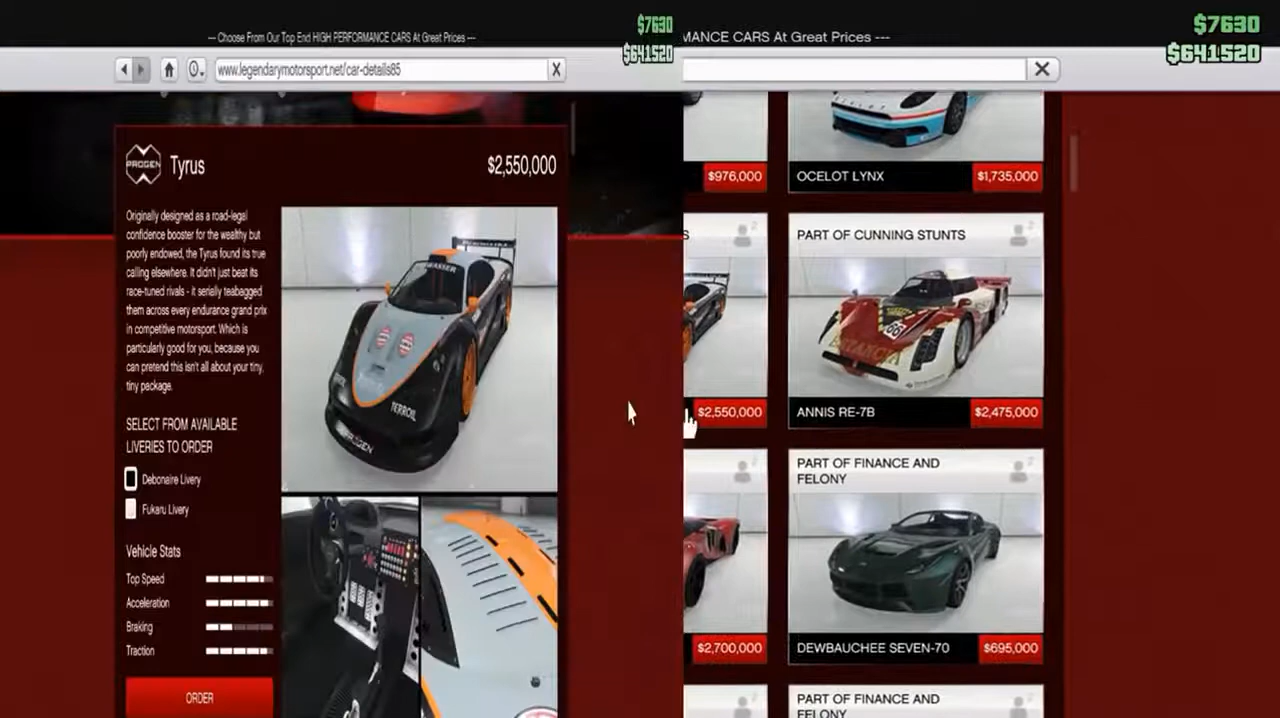 --- Choose From Our Top End HIGH PERFORMANCE CARS At Great Prices ---
$7630
$641520
www.legendarymotorsport.net/car-details85
X
PROGEN
Tyrus
$2,550,000
Originally designed as a road-legal
confidence booster for the wealthy but
poorly endowed, the Tyrus found its true
calling elsewhere. It didn't just beat its
race-tuned rivals - it serially teabagged
them across every endurance grand prix
in competitive motorsport. Which is
particularly good for you, because you
can pretend this isn't all about your tiny,
tiny package.
SELECT FROM AVAILABLE
LIVERIES TO ORDER
Debonaire Livery
Fukaru Livery
Vehicle Stats
Top Speed
Acceleration
Braking
Traction
ORDER
TERROIL
PROGEN
MANCE CARS At Great Prices ---
$7630
$641520
X
$976,000
OCELOT LYNX
$1,735,000
S
PART OF CUNNING STUNTS
$2,550,000
ANNIS RE-7B
$2,475,000
PART OF FINANCE AND
FELONY
$2,700,000
DEWBAUCHEE SEVEN-70
$695,000
PART OF FINANCE AND
FELONY